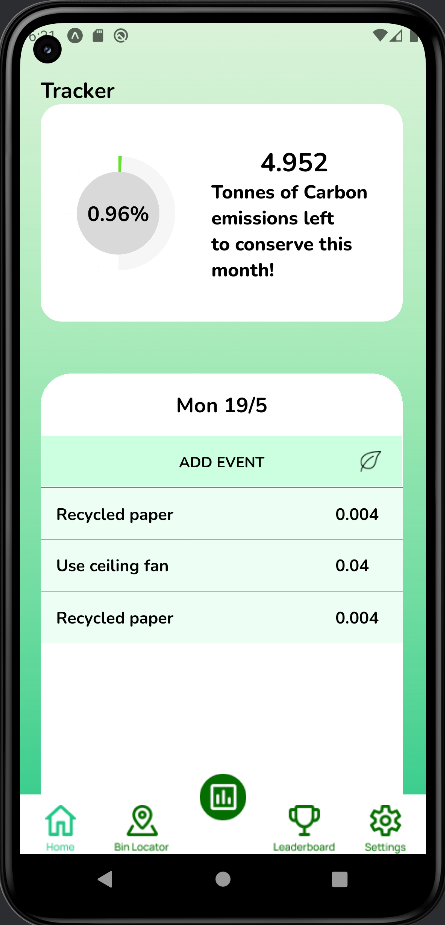 Tracker
4.952
Tonnes of Carbon
emissions left
to conserve this
month!
0.96%
Mon 19/5
ADD EVENT
Recycled paper 0.004
Use ceiling fan 0.04
Recycled paper 0.004
Home Bin Locator Leaderboard Settings